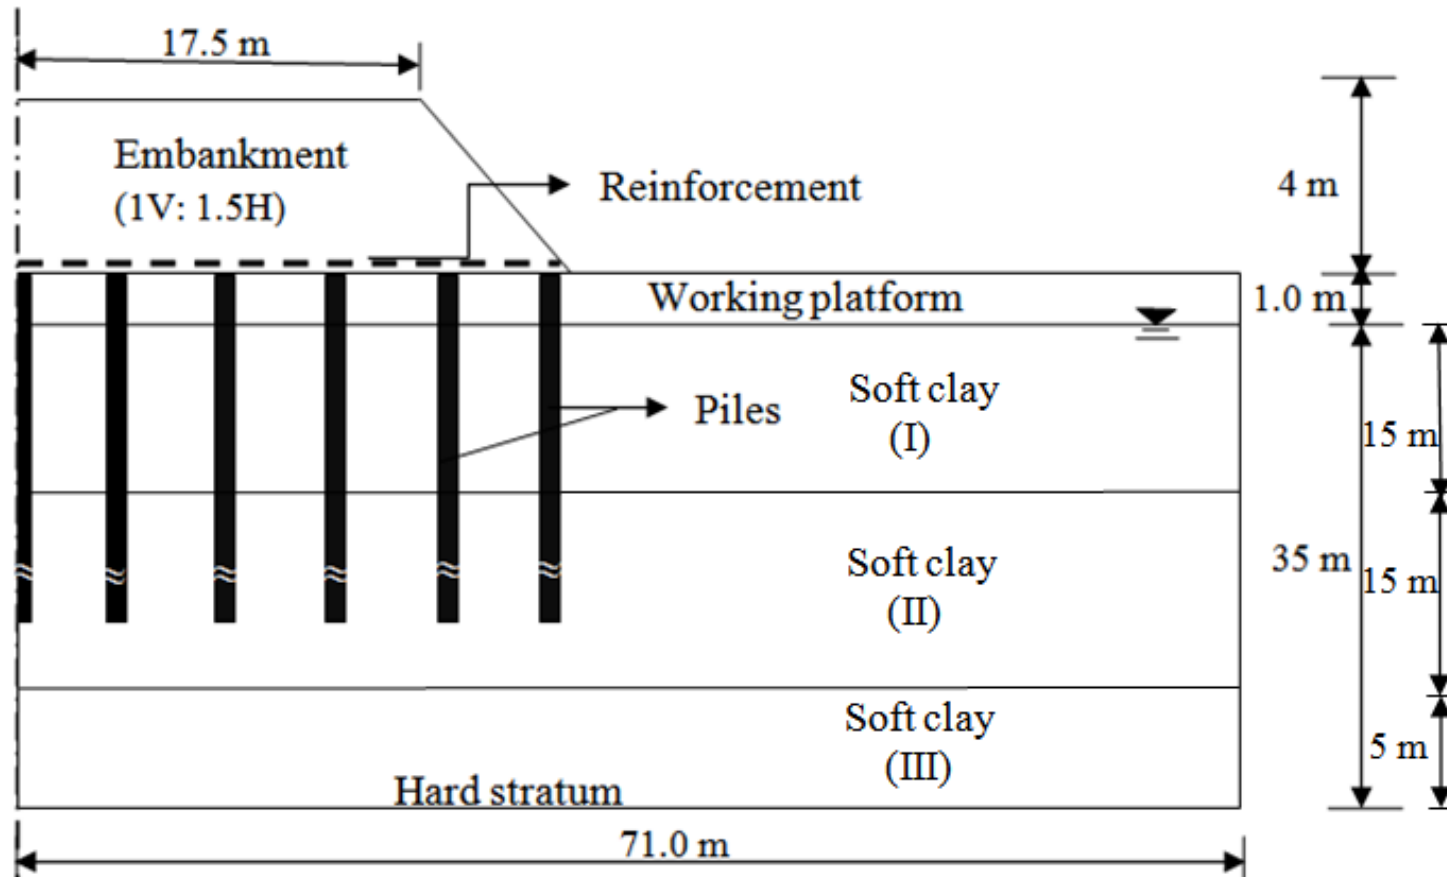 17.5 m
Embankment
(1V: 1.5H)
Reinforcement
4 m
Working platform
1.0 m
Soft clay
(I)
Piles
15 m
Soft clay
(II)
35 m
15 m
Soft clay
(III)
5 m
Hard stratum
71.0 m